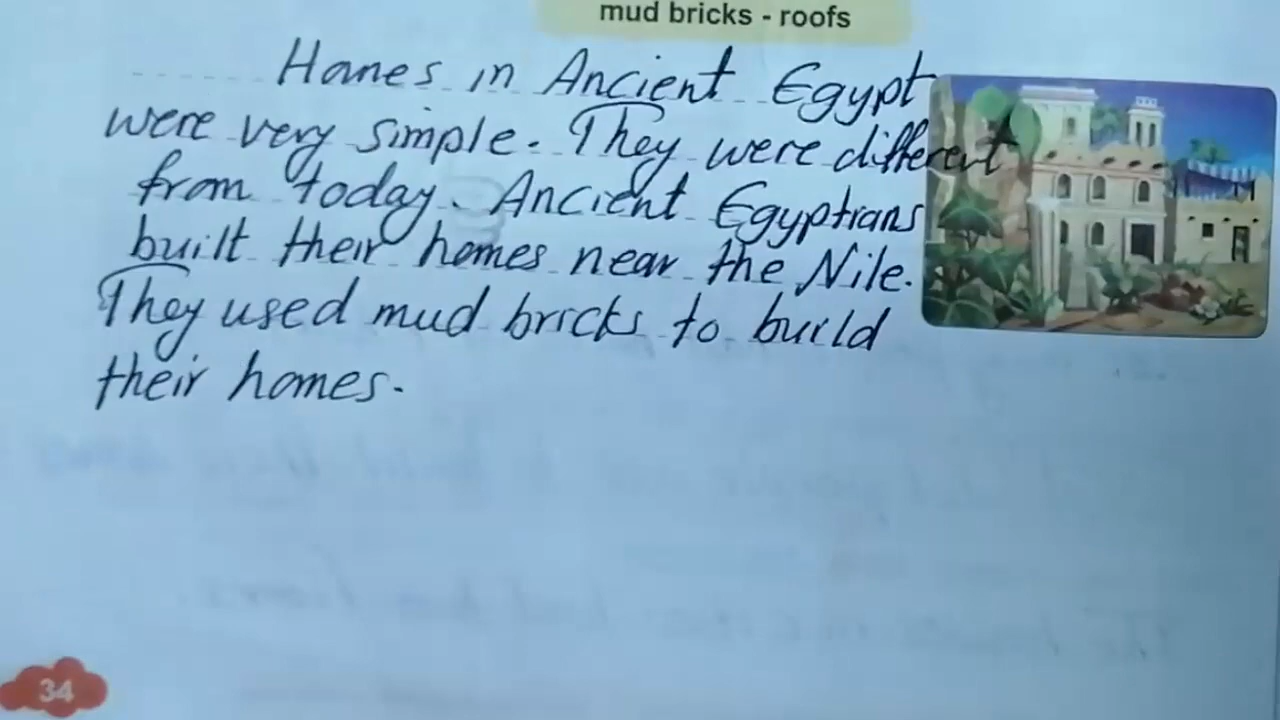 mud bricks - roofs
Homes in Ancient Egypt
were very simple. They were different
from today. Ancient Egyptians
built their homes near the Nile.
They used mud bricks to build
their homes.
34